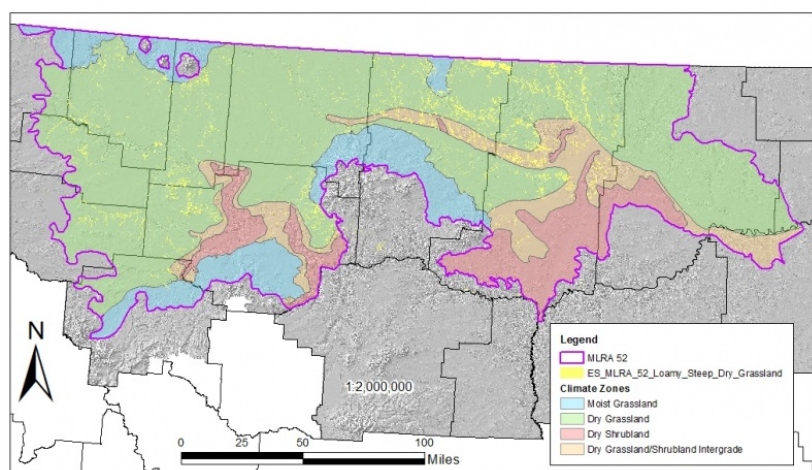 N
1:2,000,000
0 25 50 100
Miles
Legend
MLRA 52
ES_MLRA_52_Loamy_Steep_Dry_Grassland
Climate Zones
Moist Grassland
Dry Grassland
Dry Shrubland
Dry Grassland/Shrubland Intergrade